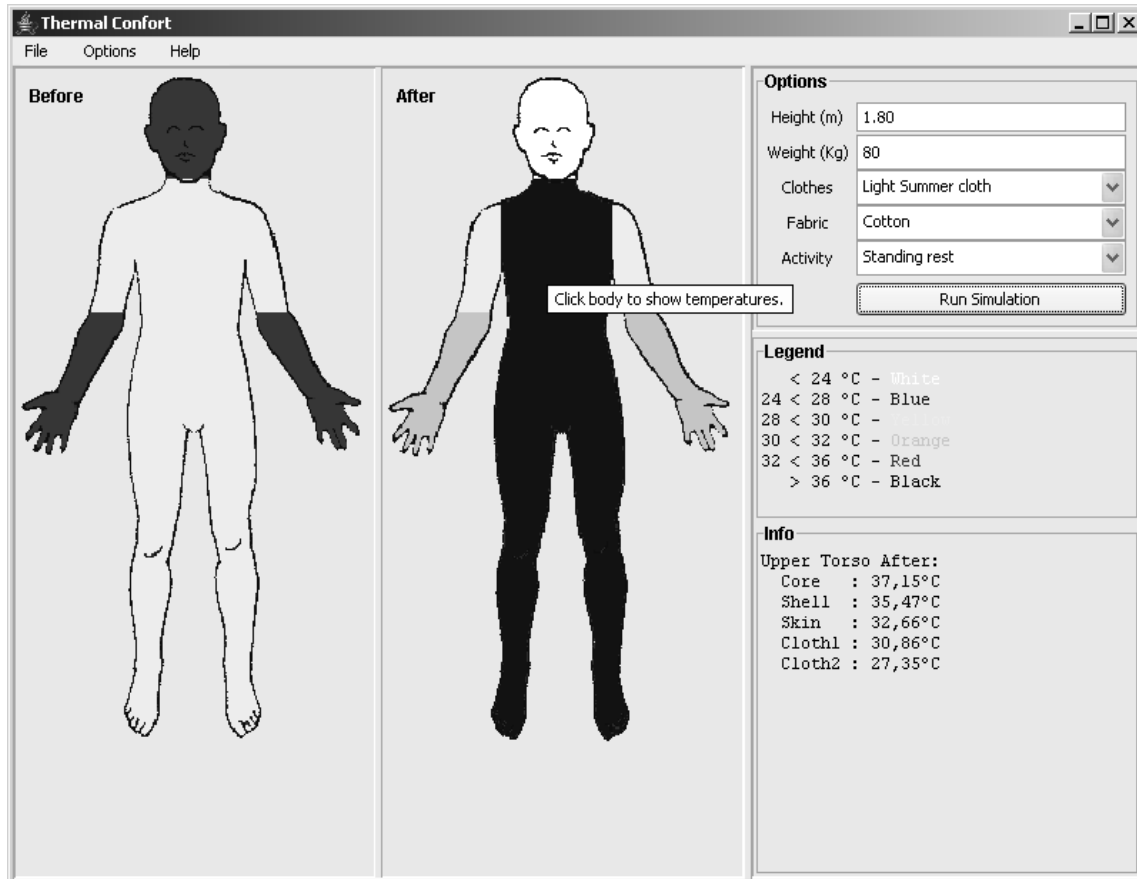 Thermal Confort
File Options Help
Before
After
Click body to show temperatures.
Options
Height (m) 1.80
Weight (Kg) 80
Clothes Light Summer cloth
Fabric Cotton
Activity Standing rest
Run Simulation
Legend
< 24 °C - White
24 < 28 °C - Blue
28 < 30 °C - Yellow
30 < 32 °C - Orange
32 < 36 °C - Red
> 36 °C - Black
Info
Upper Torso After:
Core : 37,15°C
Shell : 35,47°C
Skin : 32,66°C
Cloth1 : 30,86°C
Cloth2 : 27,35°C